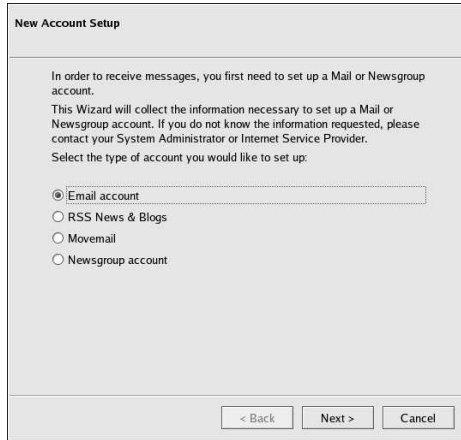 New Account Setup
In order to receive messages, you first need to set up a Mail or Newsgroup
account.
This Wizard will collect the information necessary to set up a Mail or
Newsgroup account. If you do not know the information requested, please
contact your System Administrator or Internet Service Provider.
Select the type of account you would like to set up:
Email account
RSS News & Blogs
Movemail
Newsgroup account
< Back Next > Cancel